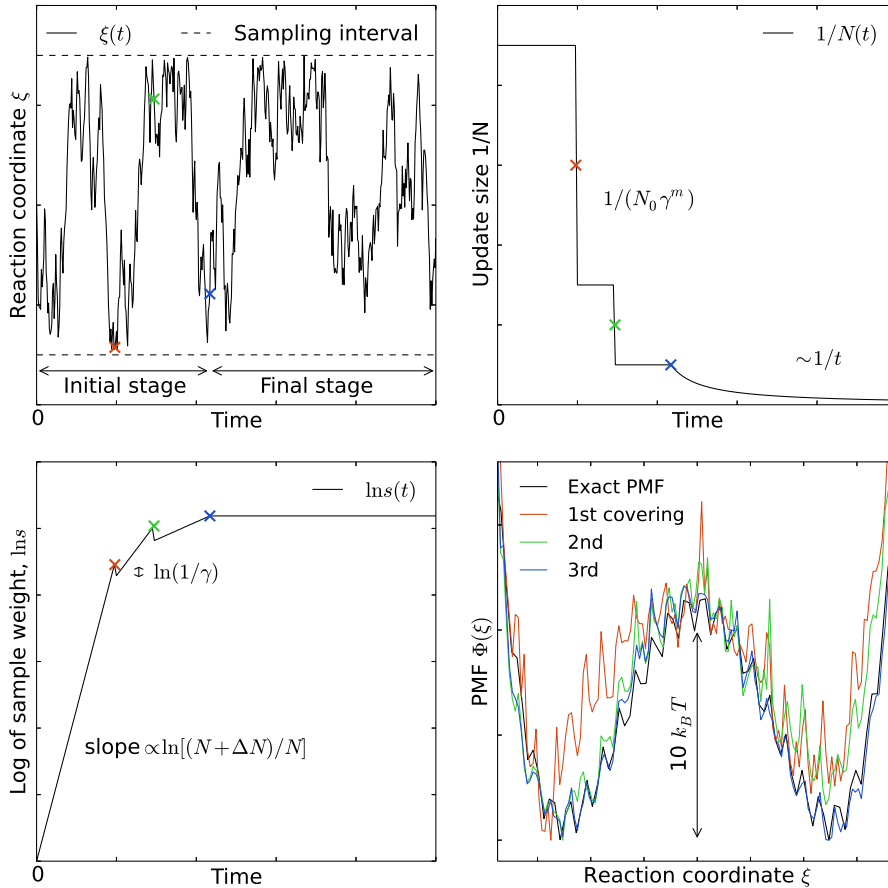 ξ(t)
Sampling interval
Reaction coordinate ξ
Initial stage
Final stage
0
Time
1/N(t)
Update size 1/N
1/(N₀γᵐ)
~1/t
0
Time
ln s(t)
Log of sample weight, ln s
ln(1/γ)
slope ∝ ln[(N+ΔN)/N]
0
Time
Exact PMF
1st covering
2nd
3rd
PMF Φ(ξ)
10 k_B T
Reaction coordinate ξ